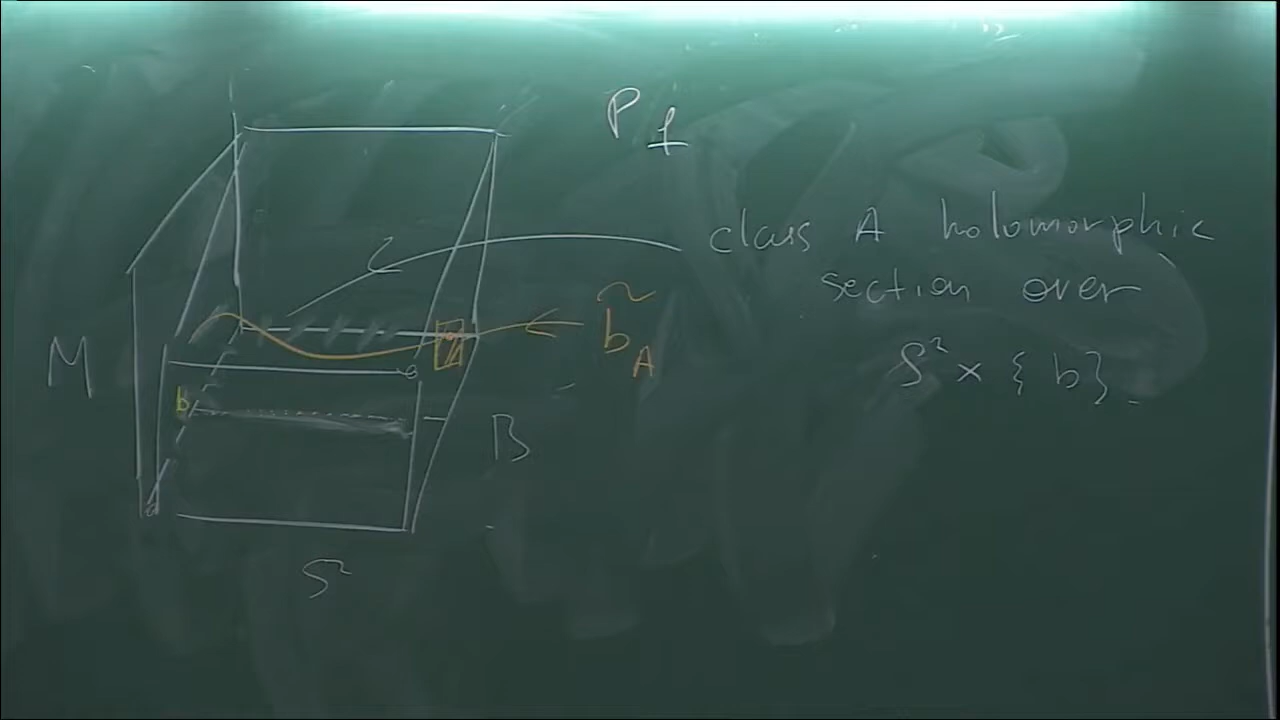 P_f
class A holomorphic
section over
S² × { b }.
M
b̃_A
b
B
S²